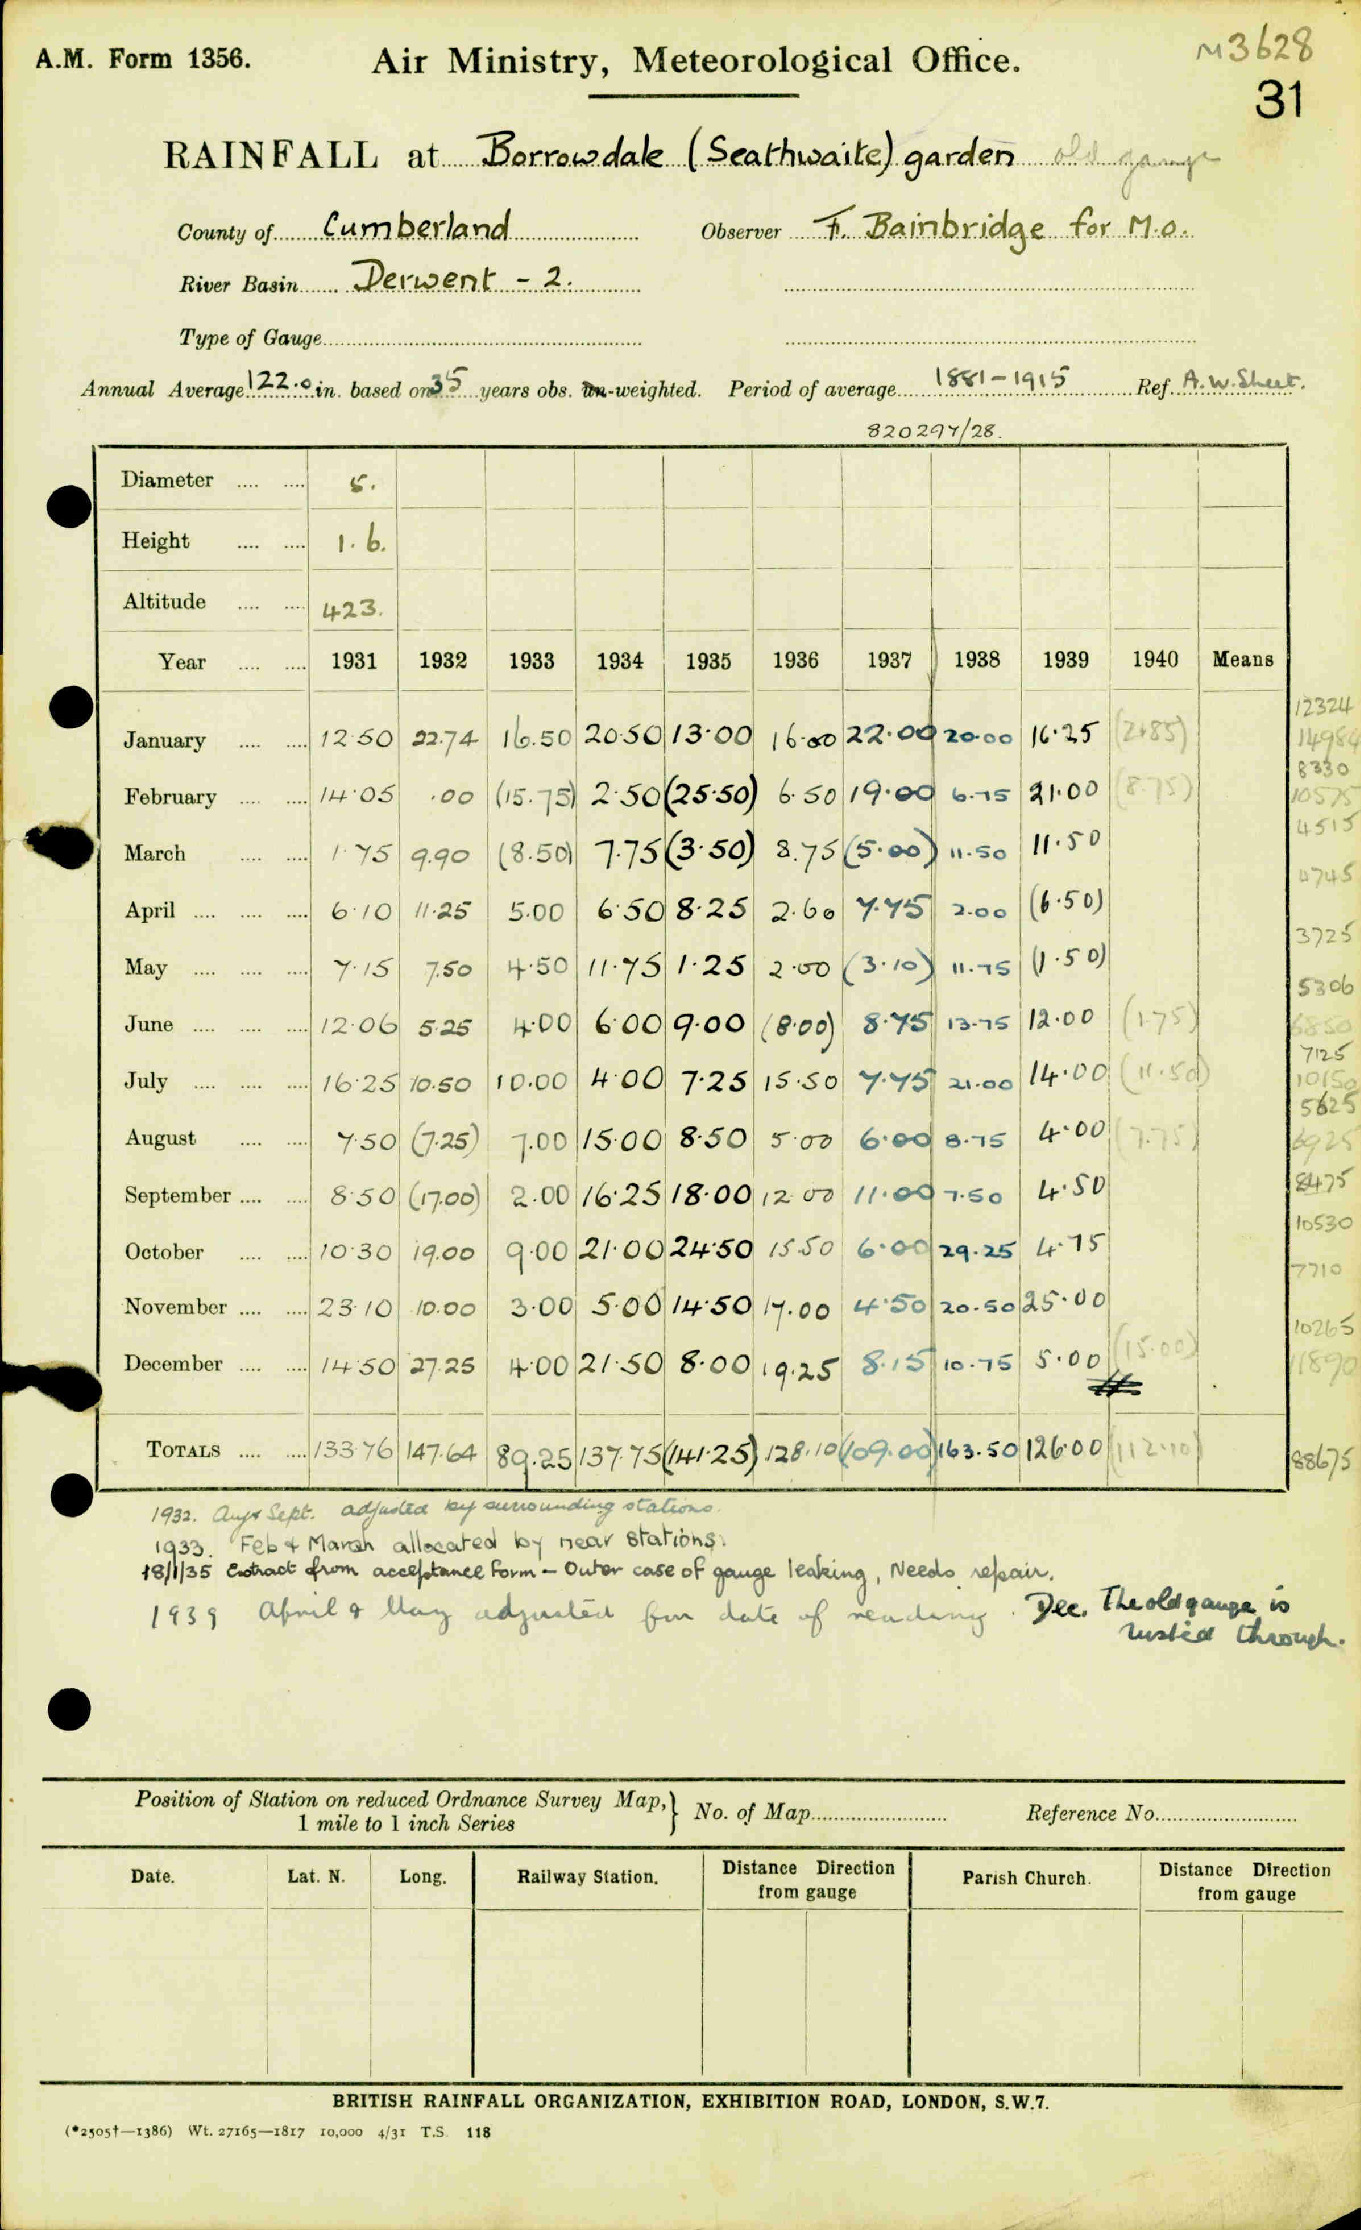 M3628
A.M. Form 1356. Air Ministry, Meteorological Office.
31
RAINFALL at Borrowdale (Seathwaite) garden old gauge
County of Cumberland Observer F. Bainbridge for M.O.
River Basin Derwent - 2.
Type of Gauge
Annual Average 122.0 in. based on 35 years obs. un-weighted. Period of average 1881-1915 Ref. A.W. Sheet.
820297/28.
Diameter 5.
Height 1.6.
Altitude 423.
Year 1931 1932 1933 1934 1935 1936 1937 1938 1939 1940 Means
12324
January 12.50 22.74 16.50 20.50 13.00 16.00 22.00 20.00 16.25 (2.85) 14984
8330
February 14.05 .00 (15.75) 2.50 (25.50) 6.50 19.00 6.75 21.00 (8.75) 10575
4515
March 1.75 9.90 (8.50) 7.75 (3.50) 8.75 (5.00) 11.50 11.50
4745
April 6.10 11.25 5.00 6.50 8.25 2.60 7.75 2.00 (6.50)
3725
May 7.15 7.50 4.50 11.75 1.25 2.00 (3.10) 11.75 (1.50)
5306
June 12.06 5.25 4.00 6.00 9.00 (8.00) 8.75 13.75 12.00 (1.75) 6850
7125
July 16.25 10.50 10.00 4.00 7.25 15.50 7.75 21.00 14.00 (11.50) 10150
5625
August 7.50 (7.25) 7.00 15.00 8.50 5.00 6.00 8.75 4.00 (7.75) 6925
September 8.50 (17.00) 2.00 16.25 18.00 12.00 11.00 7.50 4.50 8475
10530
October 10.30 19.00 9.00 21.00 24.50 15.50 6.00 29.25 4.75
7710
November 23.10 10.00 3.00 5.00 14.50 17.00 4.50 20.50 25.00
10265
December 14.50 27.25 4.00 21.50 8.00 19.25 8.15 10.75 5.00 (15.00) 11890
TOTALS 133.76 147.64 89.25 137.75 (141.25) 128.10 (109.00) 163.50 126.00 (112.10) 88675
1932. Aug & Sept. adjusted by surrounding stations.
1933. Feb & March allocated by near stations.
18/1/35 Extract from acceptance form - Outer case of gauge leaking, Needs repair.
1939 April & May adjusted for date of reading. Dec. The old gauge is
rusted through.
Position of Station on reduced Ordnance Survey Map, 1 mile to 1 inch Series } No. of Map Reference No.
Date. Lat. N. Long. Railway Station. Distance Direction from gauge Parish Church. Distance Direction from gauge
BRITISH RAINFALL ORGANIZATION, EXHIBITION ROAD, LONDON, S.W.7.
(*2505†—1386) Wt. 27165—1817 10,000 4/31 T.S. 118